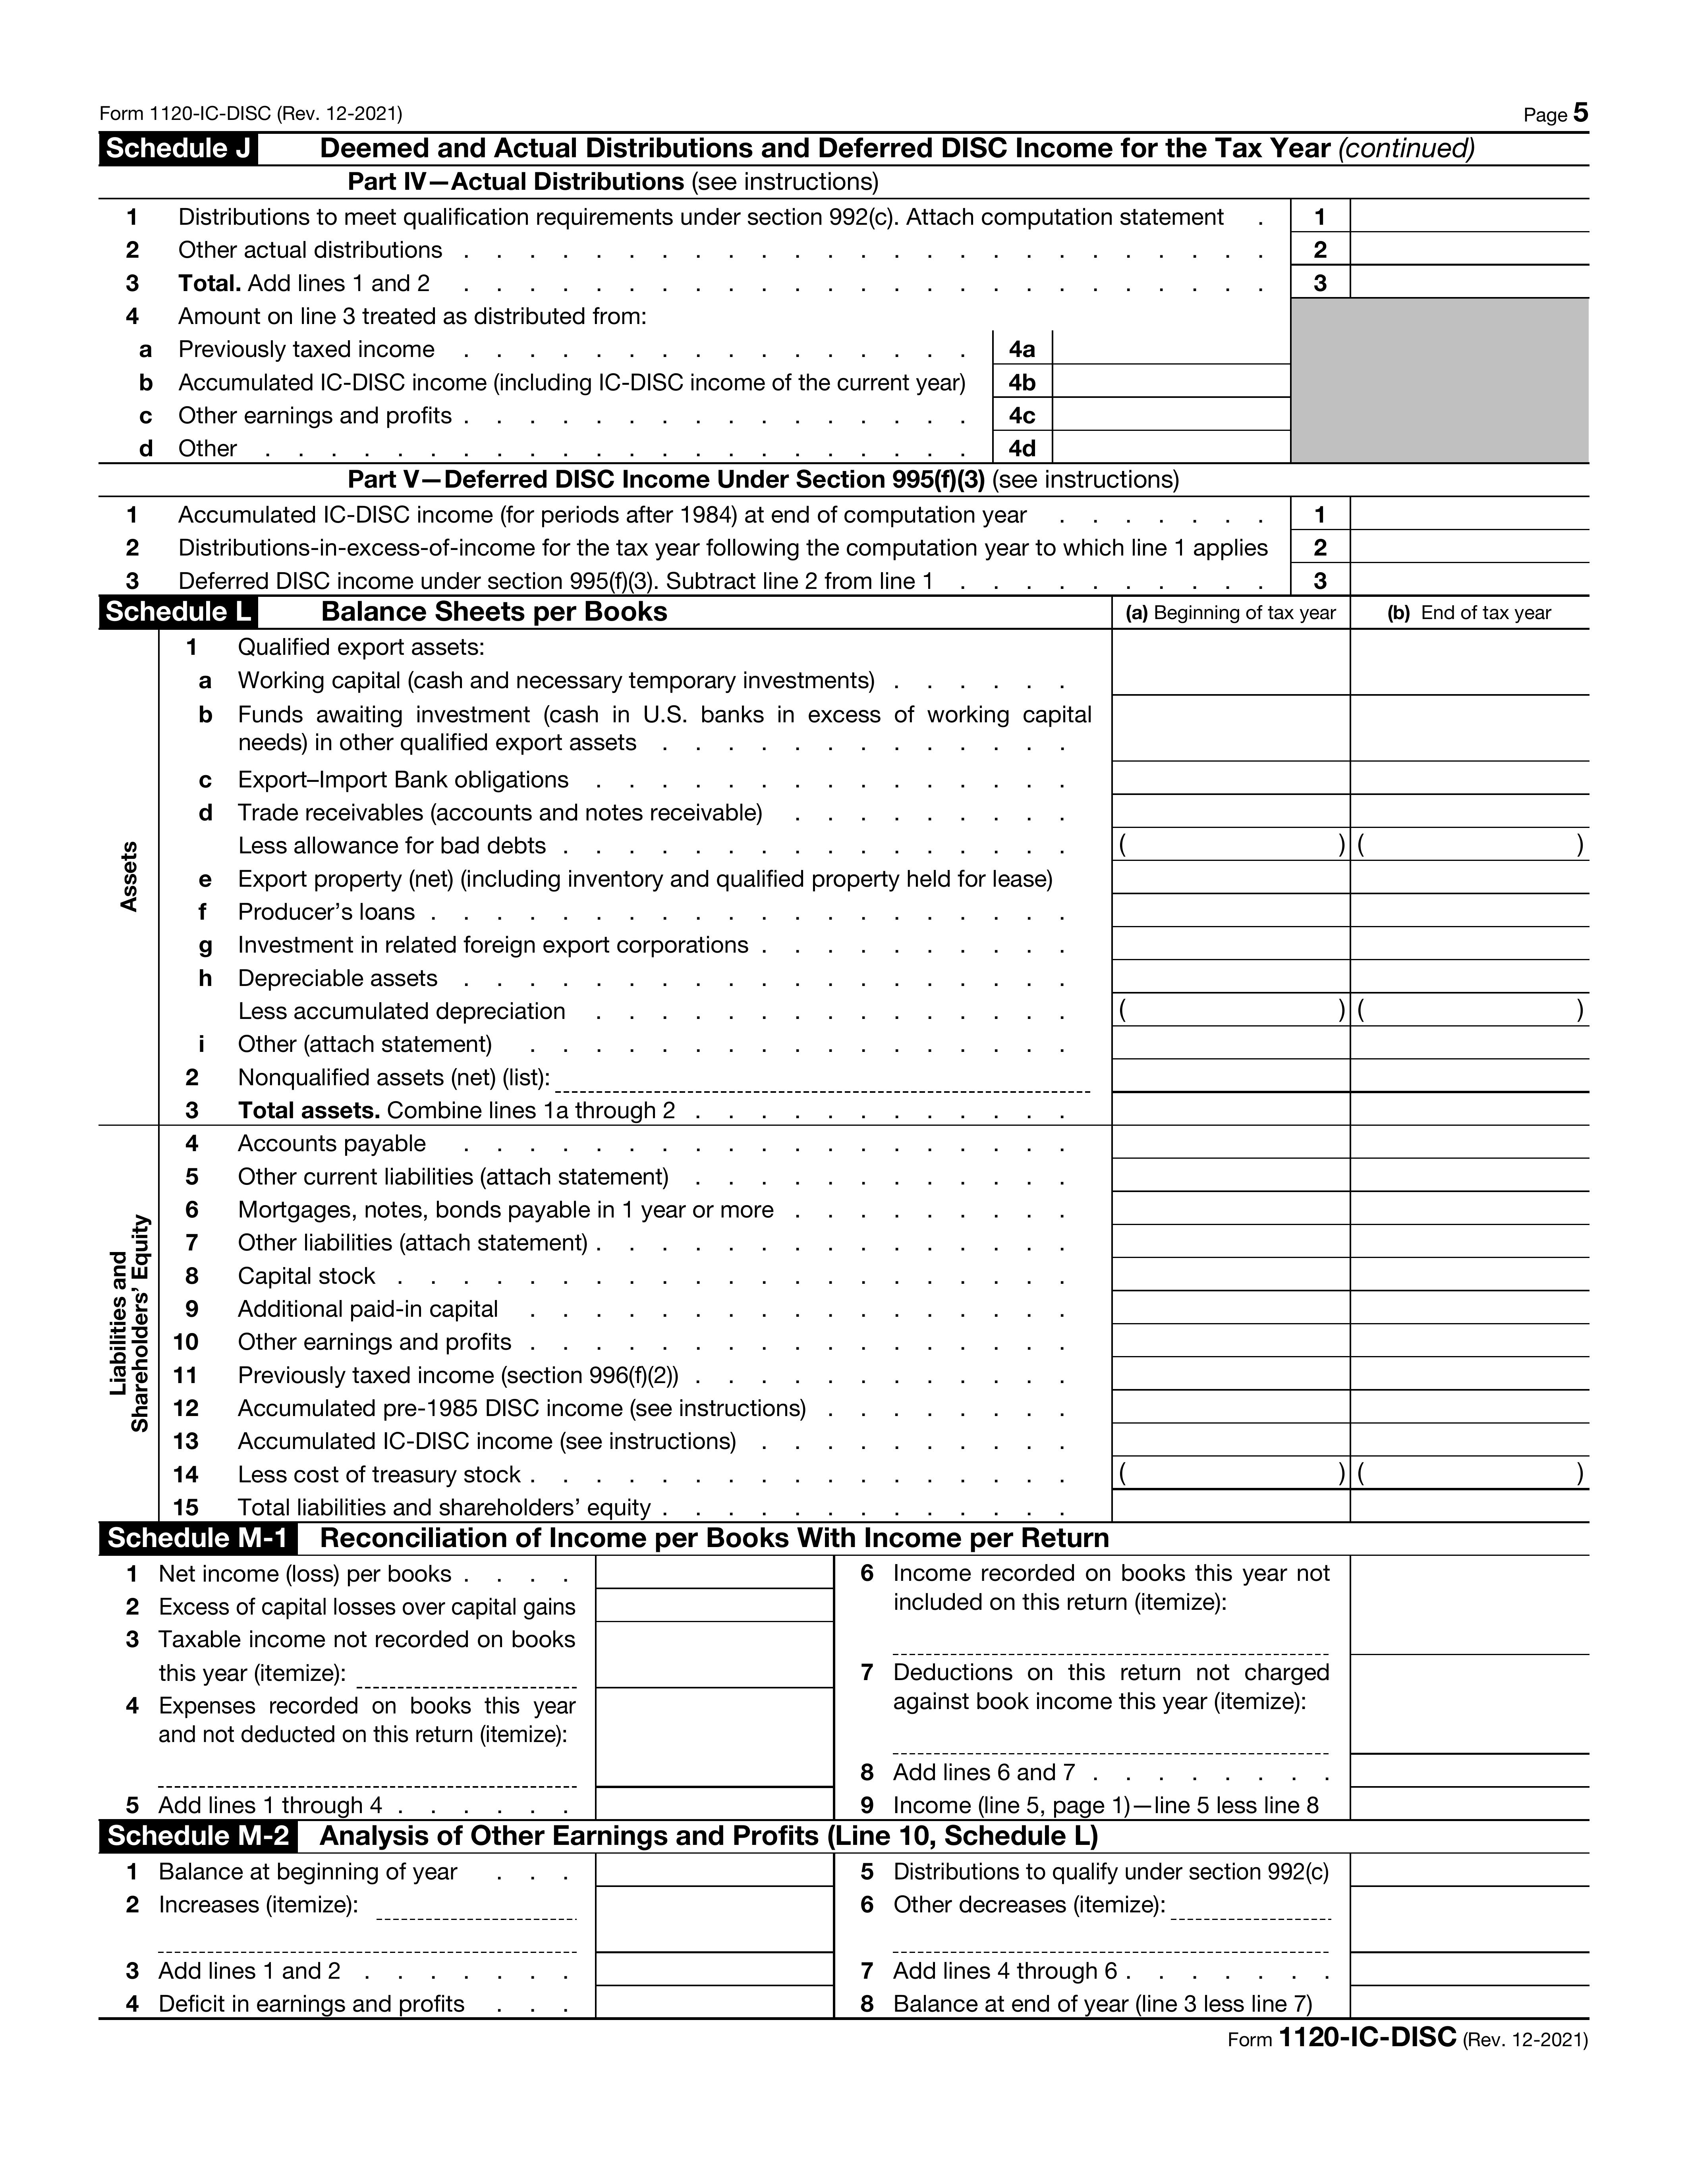 Form 1120-IC-DISC (Rev. 12-2021) Page 5
Schedule J Deemed and Actual Distributions and Deferred DISC Income for the Tax Year (continued)
Part IV—Actual Distributions (see instructions)
1 Distributions to meet qualification requirements under section 992(c). Attach computation statement . 1
2 Other actual distributions . . . . . . . . . . . . . . . . . . . . . . . . . 2
3 Total. Add lines 1 and 2 . . . . . . . . . . . . . . . . . . . . . . . . . 3
4 Amount on line 3 treated as distributed from:
a Previously taxed income . . . . . . . . . . . . . . . . 4a
b Accumulated IC-DISC income (including IC-DISC income of the current year) 4b
c Other earnings and profits . . . . . . . . . . . . . . . . 4c
d Other . . . . . . . . . . . . . . . . . . . . . . 4d
Part V—Deferred DISC Income Under Section 995(f)(3) (see instructions)
1 Accumulated IC-DISC income (for periods after 1984) at end of computation year . . . . . . . 1
2 Distributions-in-excess-of-income for the tax year following the computation year to which line 1 applies 2
3 Deferred DISC income under section 995(f)(3). Subtract line 2 from line 1 . . . . . . . . . . 3
Schedule L Balance Sheets per Books (a) Beginning of tax year (b) End of tax year
Assets
1 Qualified export assets:
a Working capital (cash and necessary temporary investments) . . . . . .
b Funds awaiting investment (cash in U.S. banks in excess of working capital
needs) in other qualified export assets . . . . . . . . . . . . .
c Export–Import Bank obligations . . . . . . . . . . . . . . .
d Trade receivables (accounts and notes receivable) . . . . . . . . .
Less allowance for bad debts . . . . . . . . . . . . . . . . ( ) ( )
e Export property (net) (including inventory and qualified property held for lease)
f Producer's loans . . . . . . . . . . . . . . . . . . . .
g Investment in related foreign export corporations . . . . . . . . . .
h Depreciable assets . . . . . . . . . . . . . . . . . . .
Less accumulated depreciation . . . . . . . . . . . . . . . ( ) ( )
i Other (attach statement) . . . . . . . . . . . . . . . . .
2 Nonqualified assets (net) (list):
3 Total assets. Combine lines 1a through 2 . . . . . . . . . . . .
Liabilities and
Shareholders' Equity
4 Accounts payable . . . . . . . . . . . . . . . . . . .
5 Other current liabilities (attach statement) . . . . . . . . . . . .
6 Mortgages, notes, bonds payable in 1 year or more . . . . . . . . .
7 Other liabilities (attach statement) . . . . . . . . . . . . . . .
8 Capital stock . . . . . . . . . . . . . . . . . . . . .
9 Additional paid-in capital . . . . . . . . . . . . . . . . .
10 Other earnings and profits . . . . . . . . . . . . . . . . .
11 Previously taxed income (section 996(f)(2)) . . . . . . . . . . . .
12 Accumulated pre-1985 DISC income (see instructions) . . . . . . . .
13 Accumulated IC-DISC income (see instructions) . . . . . . . . . .
14 Less cost of treasury stock . . . . . . . . . . . . . . . . . ( ) ( )
15 Total liabilities and shareholders' equity . . . . . . . . . . . . .
Schedule M-1 Reconciliation of Income per Books With Income per Return
1 Net income (loss) per books . . . .
2 Excess of capital losses over capital gains
3 Taxable income not recorded on books
this year (itemize):
4 Expenses recorded on books this year
and not deducted on this return (itemize):
5 Add lines 1 through 4 . . . . . .
6 Income recorded on books this year not
included on this return (itemize):
7 Deductions on this return not charged
against book income this year (itemize):
8 Add lines 6 and 7 . . . . . . . .
9 Income (line 5, page 1)—line 5 less line 8
Schedule M-2 Analysis of Other Earnings and Profits (Line 10, Schedule L)
1 Balance at beginning of year . . .
2 Increases (itemize):
3 Add lines 1 and 2 . . . . . . .
4 Deficit in earnings and profits . . .
5 Distributions to qualify under section 992(c)
6 Other decreases (itemize):
7 Add lines 4 through 6 . . . . . . .
8 Balance at end of year (line 3 less line 7)
Form 1120-IC-DISC (Rev. 12-2021)